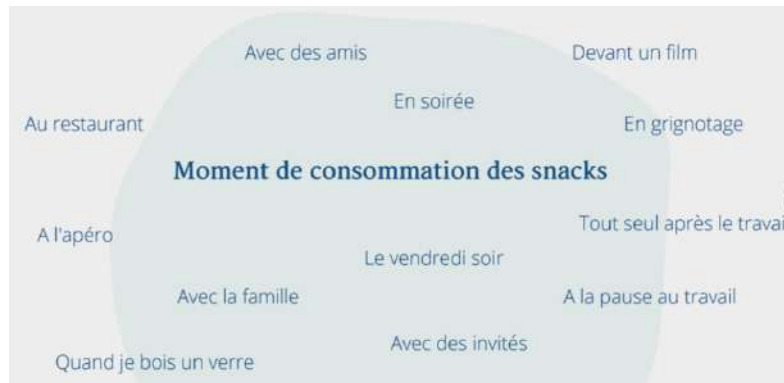 Avec des amis
Devant un film
En soirée
Au restaurant
En grignotage
Moment de consommation des snacks
Tout seul après le travai
A l'apéro
Le vendredi soir
Avec la famille
A la pause au travail
Avec des invités
Quand je bois un verre